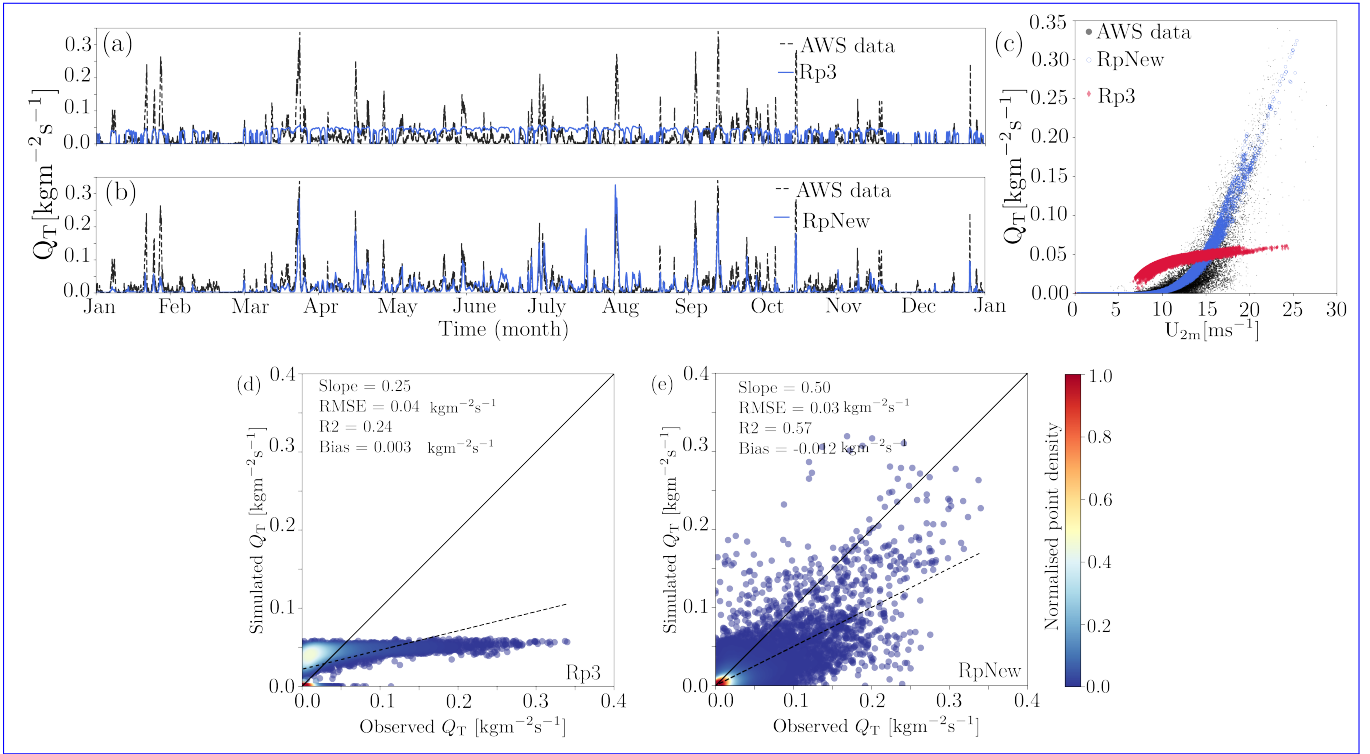 (a)
AWS data
Rp3
0.3
0.2
0.1
0.0
(b)
AWS data
RpNew
0.3
0.2
0.1
0.0
Q_T[kgm⁻²s⁻¹]
Jan Feb Mar Apr May June July Aug Sep Oct Nov Dec Jan
Time (month)
(c)
AWS data
RpNew
Rp3
0.35
0.30
0.25
0.20
0.15
0.10
0.05
0.00
Q_T[kgm⁻²s⁻¹]
0 5 10 15 20 25 30
U_2m[ms⁻¹]
(d)
Slope = 0.25
RMSE = 0.04 kgm⁻²s⁻¹
R2 = 0.24
Bias = 0.003 kgm⁻²s⁻¹
0.4
0.3
0.2
0.1
0.0
Simulated Q_T [kgm⁻²s⁻¹]
Rp3
0.0 0.1 0.2 0.3 0.4
Observed Q_T [kgm⁻²s⁻¹]
(e)
Slope = 0.50
RMSE = 0.03 kgm⁻²s⁻¹
R2 = 0.57
Bias = -0.012 kgm⁻²s⁻¹
0.4
0.3
0.2
0.1
0.0
Simulated Q_T [kgm⁻²s⁻¹]
RpNew
0.0 0.1 0.2 0.3 0.4
Observed Q_T [kgm⁻²s⁻¹]
1.0
0.8
0.6
0.4
0.2
0.0
Normalised point density